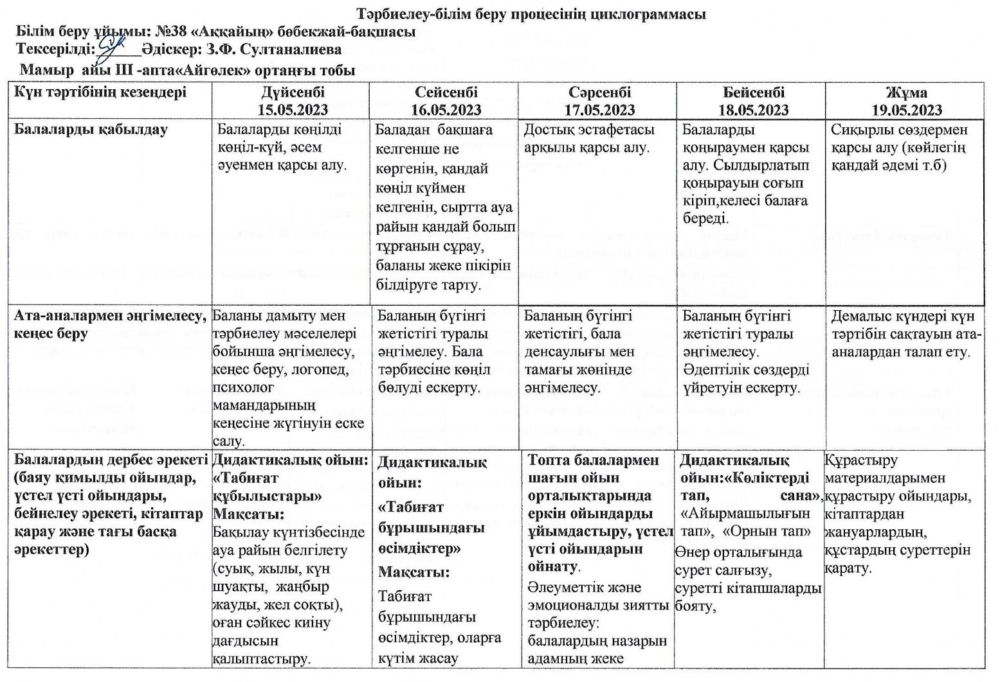 Тәрбиелеу-білім беру процесінің циклограммасы
Білім беру ұйымы: №38 «Аққайың» бөбекжай-бақшасы
Тексерілді:______Әдіскер: З.Ф. Султаналиева
Мамыр айы III -апта«Айгөлек» ортаңғы тобы
Күн тәртібінің кезеңдері
Дүйсенбі
15.05.2023
Сейсенбі
16.05.2023
Сәрсенбі
17.05.2023
Бейсенбі
18.05.2023
Жұма
19.05.2023
Балаларды қабылдау
Балаларды көңілді
көңіл-күй, әсем
әуенмен қарсы алу.
Баладан бақшаға
келгенше не
көргенін, қандай
көңіл күймен
келгенін, сыртта ауа
райын қандай болып
тұрғанын сұрау,
баланы жеке пікірін
білдіруге тарту.
Достық эстафетасы
арқылы қарсы алу.
Балаларды
қоңыраумен қарсы
алу. Сылдырлатып
қоңырауын соғып
кіріп,келесі балаға
береді.
Сиқырлы сөздермен
қарсы алу (көйлегің
қандай әдемі т.б)
Ата-аналармен әңгімелесу,
кеңес беру
Баланы дамыту мен
тәрбиелеу мәселелері
бойынша әңгімелесу,
кеңес беру, логопед,
психолог
мамандарының
кеңесіне жүгінуін еске
салу.
Баланың бүгінгі
жетістігі туралы
әңгімелеу. Бала
тәрбиесіне көңіл
бөлуді ескерту.
Баланың бүгінгі
жетістігі, бала
денсаулығы мен
тамағы жөнінде
әңгімелесу.
Баланың бүгінгі
жетістігі туралы
әңгімелесу.
Әдептілік сөздерді
үйретуін ескерту.
Демалыс күндері күн
тәртібін сақтауын ата-
аналардан талап ету.
Балалардың дербес әрекеті
(баяу қимылды ойындар,
үстел үсті ойындары,
бейнелеу әрекеті, кітаптар
қарау және тағы басқа
әрекеттер)
Дидактикалық ойын:
«Табиғат
құбылыстары»
Мақсаты:
Бақылау күнтізбесінде
ауа райын белгілету
(суық, жылы, күн
шуақты, жаңбыр
жауды, жел соқты),
оған сәйкес киіну
дағдысын
қалыптастыру.
Дидактикалық
ойын:
«Табиғат
бұрышындағы
өсімдіктер»
Мақсаты:
Табиғат
бұрышындағы
өсімдіктер, оларға
күтім жасау
Топта балалармен
шағын ойын
орталықтарында
еркін ойындарды
ұйымдастыру, үстел
үсті ойындарын
ойнату.
Әлеуметтік және
эмоционалды зиятты
тәрбиелеу:
балалардың назарын
адамның жеке
Дидактикалық
ойын:«Көліктерді
тап, сана»,
«Айырмашылығын
тап», «Орнын тап»
Өнер орталығында
сурет салғызу,
суретті кітапшаларды
бояту,
Құрастыру
материалдарымен
құрастыру ойындары,
кітаптардан
жануарлардың,
құстардың суреттерін
қарату.